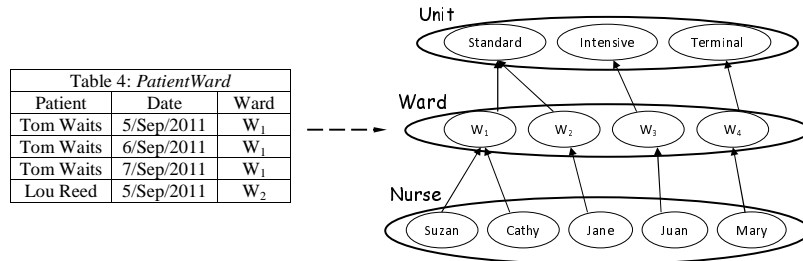 Table 4: PatientWard
Patient Date Ward
Tom Waits 5/Sep/2011 W₁
Tom Waits 6/Sep/2011 W₁
Tom Waits 7/Sep/2011 W₁
Lou Reed 5/Sep/2011 W₂
Unit
Standard Intensive Terminal
Ward
W₁ W₂ W₃ W₄
Nurse
Suzan Cathy Jane Juan Mary